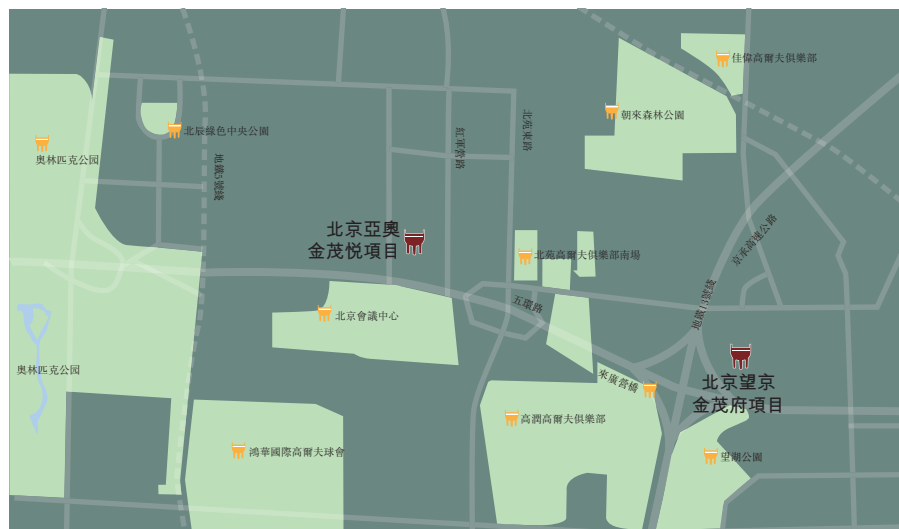 佳偉高爾夫俱樂部
朝來森林公園
北苑東路
紅軍營路
北辰綠色中央公園
奧林匹克公园
地鐵5號綫
北京亞奧
金茂悦項目
京承高速公路
北苑高爾夫俱樂部南場
地鐵13號綫
五環路
北京會議中心
奧林匹克公园
來廣營橋
北京望京
金茂府項目
高潤高爾夫俱樂部
鸿華國際高爾夫球會
望湖公園